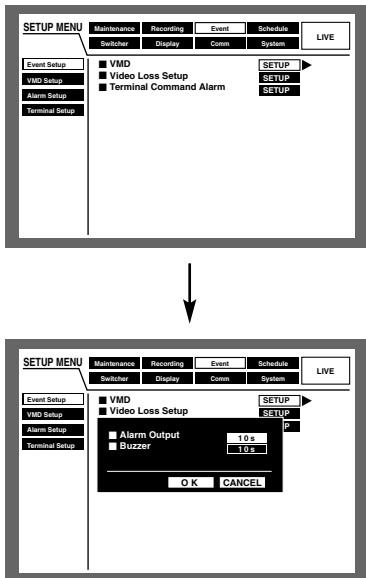 SETUP MENU
Maintenance Recording Event Schedule
Switcher Display Comm System
LIVE
Event Setup
VMD Setup
Alarm Setup
Terminal Setup
■ VMD SETUP
■ Video Loss Setup SETUP
■ Terminal Command Alarm SETUP
SETUP MENU
Maintenance Recording Event Schedule
Switcher Display Comm System
LIVE
Event Setup
VMD Setup
Alarm Setup
Terminal Setup
■ VMD SETUP
■ Video Loss Setup SETUP
P
■ Alarm Output 10s
■ Buzzer 10s
OK CANCEL